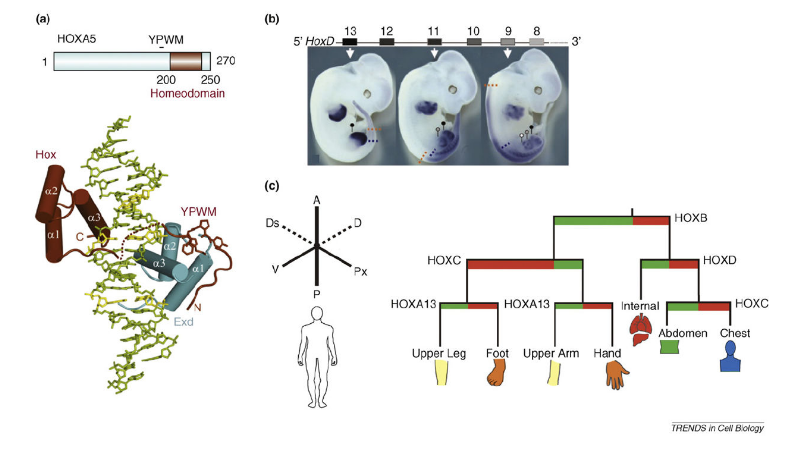 (a)
HOXA5 YPWM
1 270
200 250
Homeodomain
Hox
α2
α3
α1
C
YPWM
α2
α3
α1
N
Exd
(b)
13 12 11 10 9 8
5' HoxD 3'
(c)
A
Ds D
V Px
P
HOXB
HOXC HOXD
HOXA13 HOXA13 Internal HOXC
Abdomen Chest
Upper Leg Foot Upper Arm Hand
TRENDS in Cell Biology